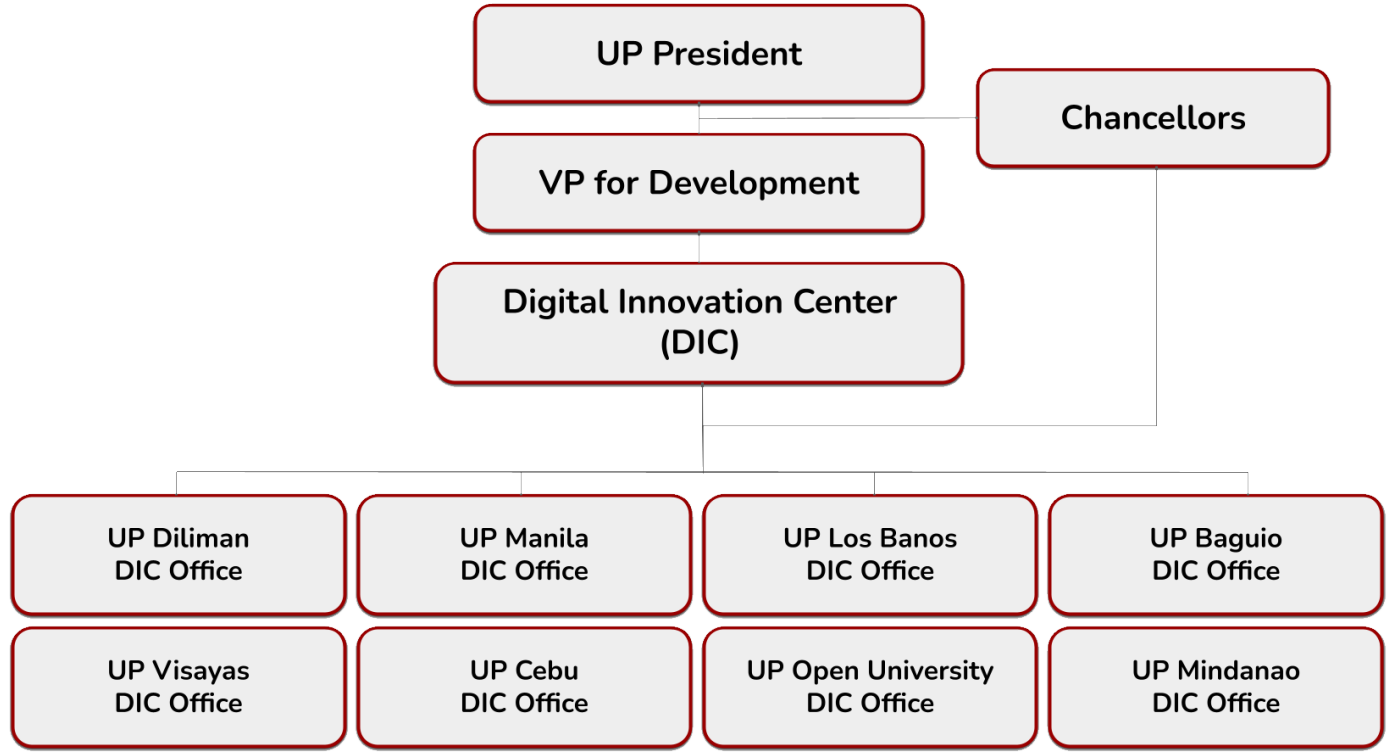 UP President
Chancellors
VP for Development
Digital Innovation Center
(DIC)
UP Diliman
DIC Office
UP Manila
DIC Office
UP Los Banos
DIC Office
UP Baguio
DIC Office
UP Visayas
DIC Office
UP Cebu
DIC Office
UP Open University
DIC Office
UP Mindanao
DIC Office